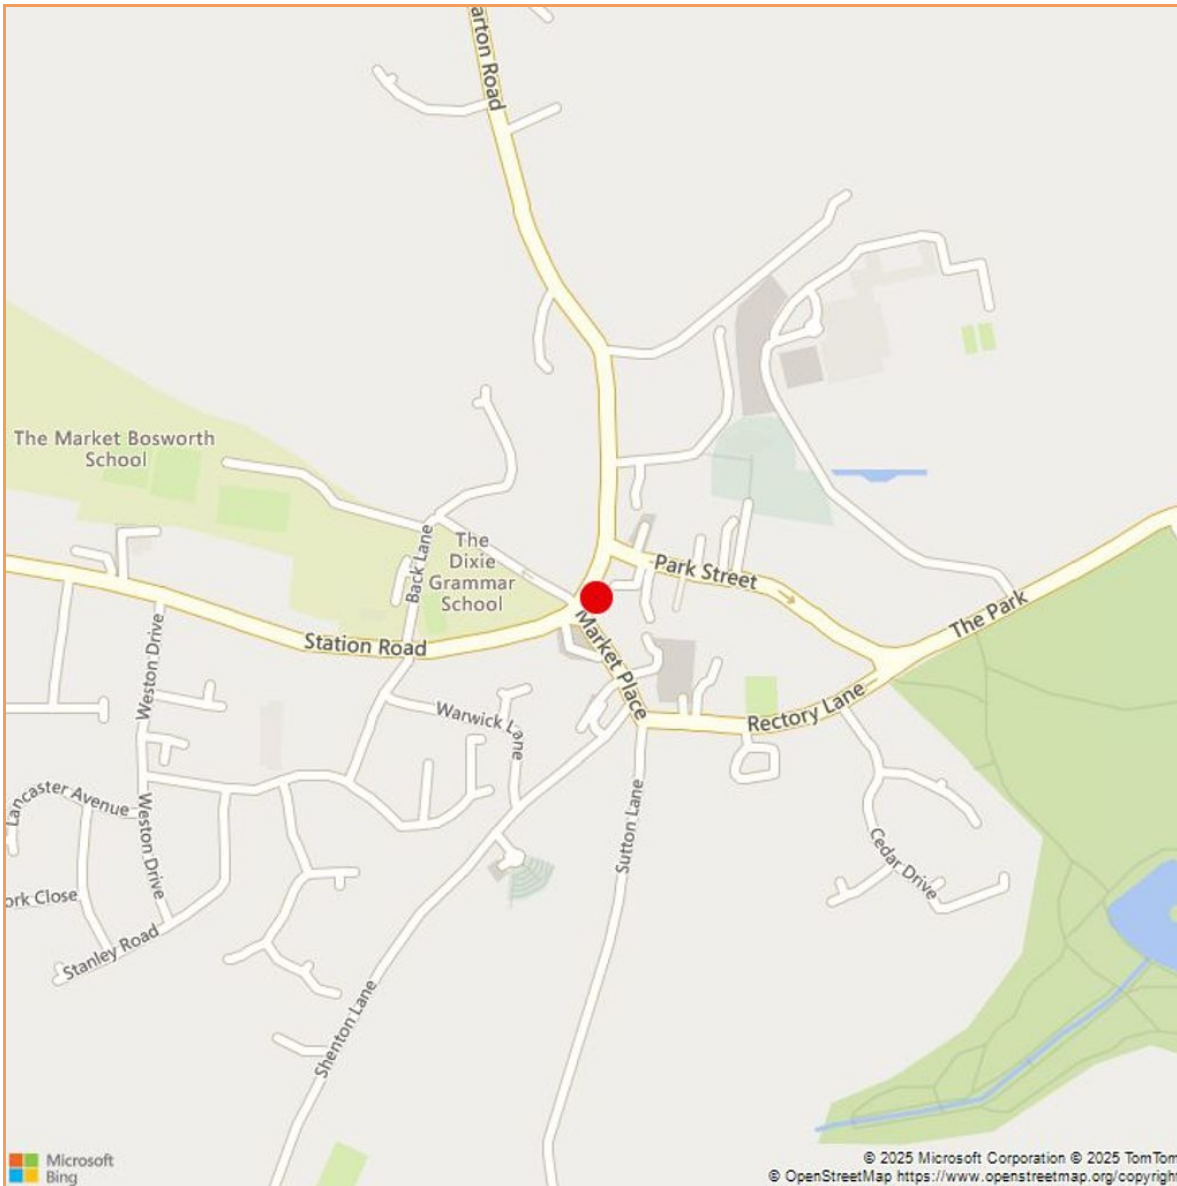 arton Road
The Market Bosworth
School
The
Dixie
Grammar
School
Back Lane
Park Street
The Park
Station Road
Market Place
Rectory Lane
Weston Drive
Warwick Lane
Lancaster Avenue
Weston Drive
Sutton Lane
Cedar Drive
ork Close
Stanley Road
Shenton Lane
Microsoft
Bing
© 2025 Microsoft Corporation © 2025 TomTom
© OpenStreetMap https://www.openstreetmap.org/copyright